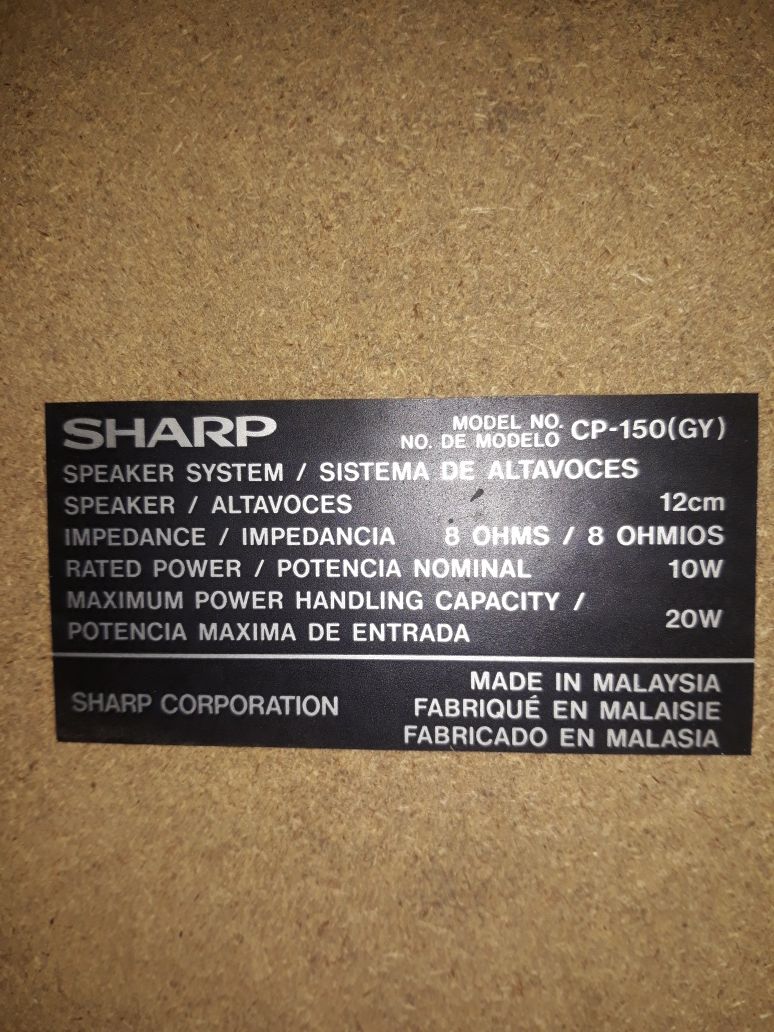 SHARP MODEL NO. CP-150(GY)
NO. DE MODELO
SPEAKER SYSTEM / SISTEMA DE ALTAVOCES
SPEAKER / ALTAVOCES 12cm
IMPEDANCE / IMPEDANCIA 8 OHMS / 8 OHMIOS
RATED POWER / POTENCIA NOMINAL 10W
MAXIMUM POWER HANDLING CAPACITY /
POTENCIA MAXIMA DE ENTRADA 20W
SHARP CORPORATION
MADE IN MALAYSIA
FABRIQUÉ EN MALAISIE
FABRICADO EN MALASIA